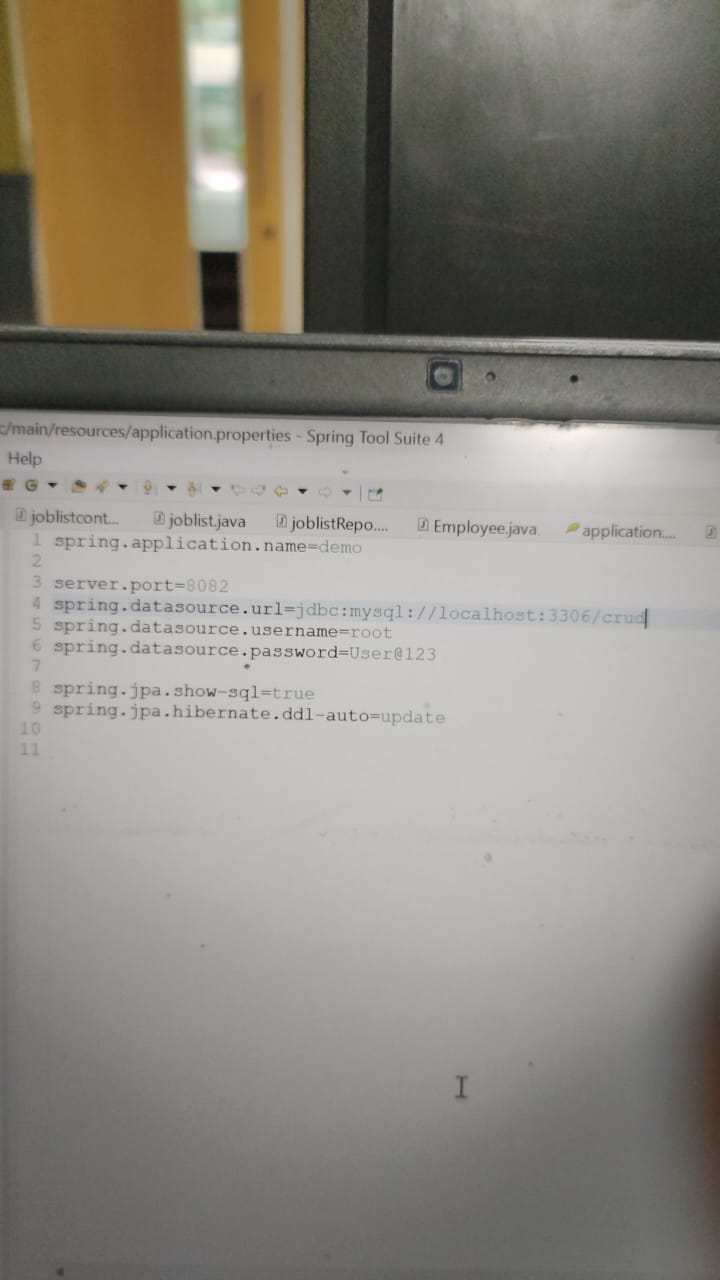 c/main/resources/application.properties - Spring Tool Suite 4
Help
joblistcont... joblist.java joblistRepo.... Employee.java application....
1 spring.application.name=demo
2
3 server.port=8082
4 spring.datasource.url=jdbc:mysql://localhost:3306/crud
5 spring.datasource.username=root
6 spring.datasource.password=User@123
7
8 spring.jpa.show-sql=true
9 spring.jpa.hibernate.ddl-auto=update
10
11